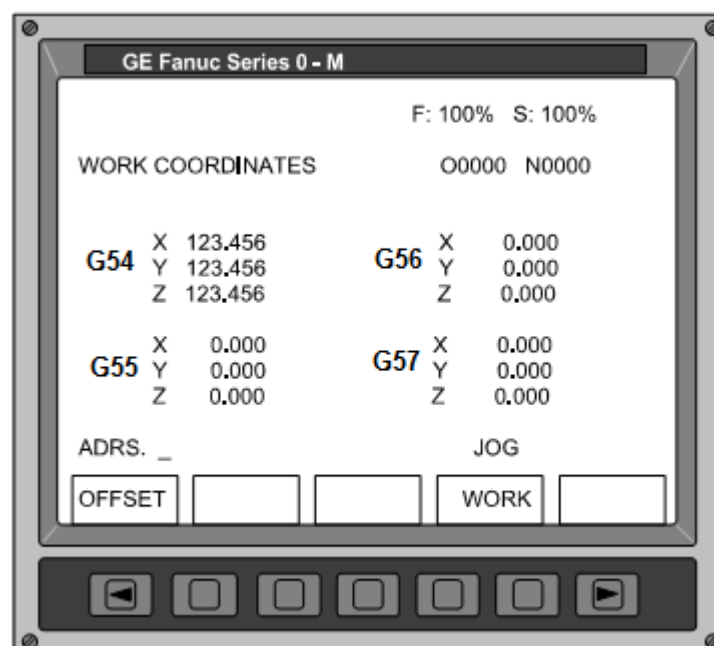 GE Fanuc Series 0 - M
F: 100% S: 100%
WORK COORDINATES O0000 N0000
G54 X 123.456
Y 123.456
Z 123.456
G56 X 0.000
Y 0.000
Z 0.000
G55 X 0.000
Y 0.000
Z 0.000
G57 X 0.000
Y 0.000
Z 0.000
ADRS. _ JOG
OFFSET WORK